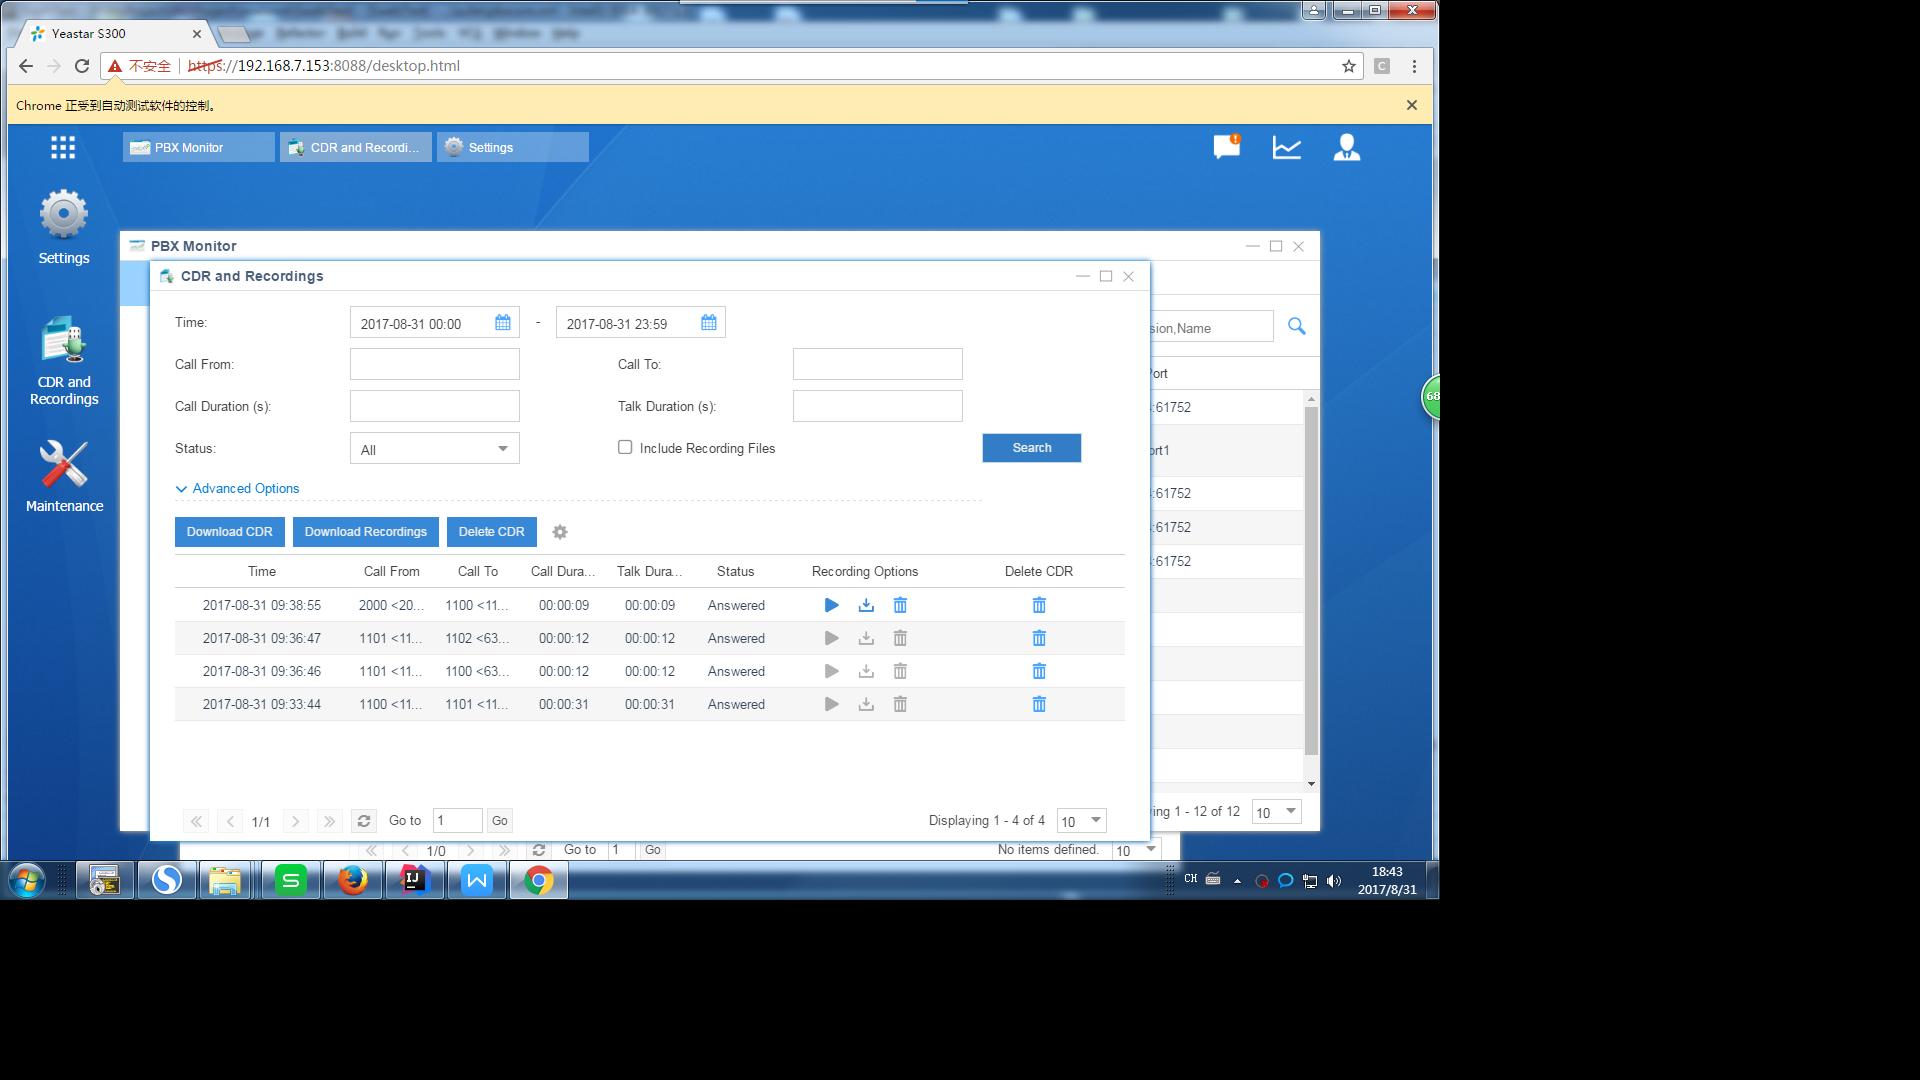 Yeastar S300
不安全 https://192.168.7.153:8088/desktop.html
Chrome 正受到自动测试软件的控制。
PBX Monitor
CDR and Recordi...
Settings
Settings
CDR and
Recordings
Maintenance
PBX Monitor
CDR and Recordings
Time: 2017-08-31 00:00 - 2017-08-31 23:59
Call From: Call To:
Call Duration (s): Talk Duration (s):
Status: All Include Recording Files Search
Advanced Options
Download CDR Download Recordings Delete CDR
Time Call From Call To Call Dura... Talk Dura... Status Recording Options Delete CDR
2017-08-31 09:38:55 2000 <20... 1100 <11... 00:00:09 00:00:09 Answered
2017-08-31 09:36:47 1101 <11... 1102 <63... 00:00:12 00:00:12 Answered
2017-08-31 09:36:46 1101 <11... 1100 <63... 00:00:12 00:00:12 Answered
2017-08-31 09:33:44 1100 <11... 1101 <11... 00:00:31 00:00:31 Answered
1/1 Go to 1 Go Displaying 1 - 4 of 4 10
sion,Name
Port
:61752
ort1
:61752
:61752
:61752
ing 1 - 12 of 12 10
68
1/0 Go to 1 Go No items defined. 10
CH
18:43
2017/8/31